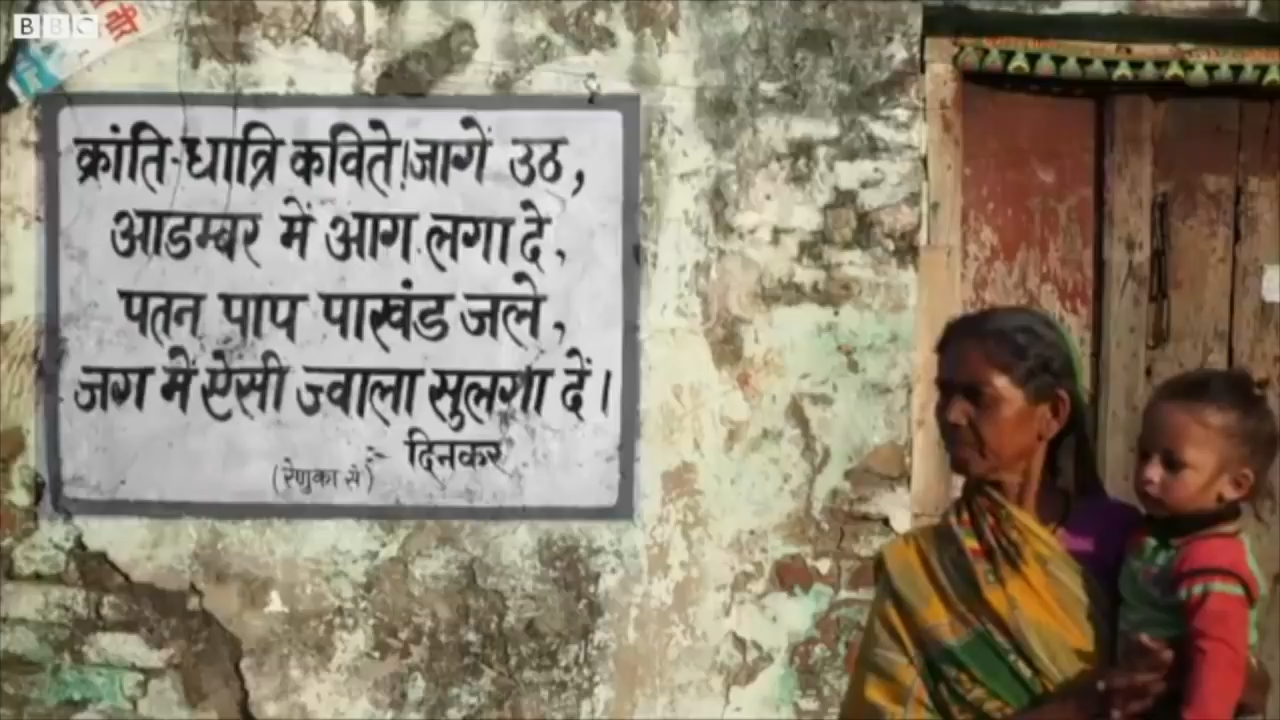 BBC
क्रांति-धात्रि कविते! जागें उठ,
आडम्बर में आग लगा दे,
पतन पाप पाखंड जले,
जग में ऐसी ज्वाला सुलगा दें।
- दिनकर
(रेणुका से)